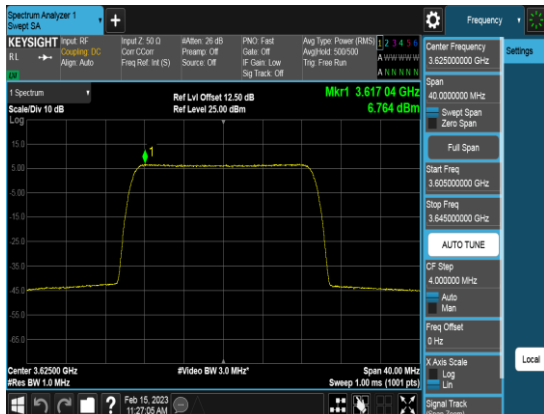 Spectrum Analyzer 1
Swept SA
+
Frequency
KEYSIGHT
Input: RF
Input Z: 50 Ω
#Atten: 26 dB
PNO: Fast
Avg Type: Power (RMS)
1 2 3 4 5 6
RL
Coupling: DC
Corr CCorr
Preamp: Off
Gate: Off
Avg|Hold: 500/500
A W W W W W
Align: Auto
Freq Ref: Int (S)
Source: Off
IF Gain: Low
Trig: Free Run
Sig Track: Off
A N N N N N
1 Spectrum
Ref Lvl Offset 12.50 dB
Mkr1 3.617 04 GHz
Scale/Div 10 dB
Ref Level 25.00 dBm
6.764 dBm
Log
15.0
1
5.00
-5.00
-15.0
-25.0
-35.0
-45.0
-55.0
-65.0
Center 3.62500 GHz
#Video BW 3.0 MHz*
Span 40.00 MHz
#Res BW 1.0 MHz
Sweep 1.00 ms (1001 pts)
Center Frequency
3.625000000 GHz
Settings
Span
40.0000000 MHz
Swept Span
Zero Span
Full Span
Start Freq
3.605000000 GHz
Stop Freq
3.645000000 GHz
AUTO TUNE
CF Step
4.000000 MHz
Auto
Man
Freq Offset
0 Hz
X Axis Scale
Log
Lin
Local
Signal Track
?
Feb 15, 2023
11:27:05 AM